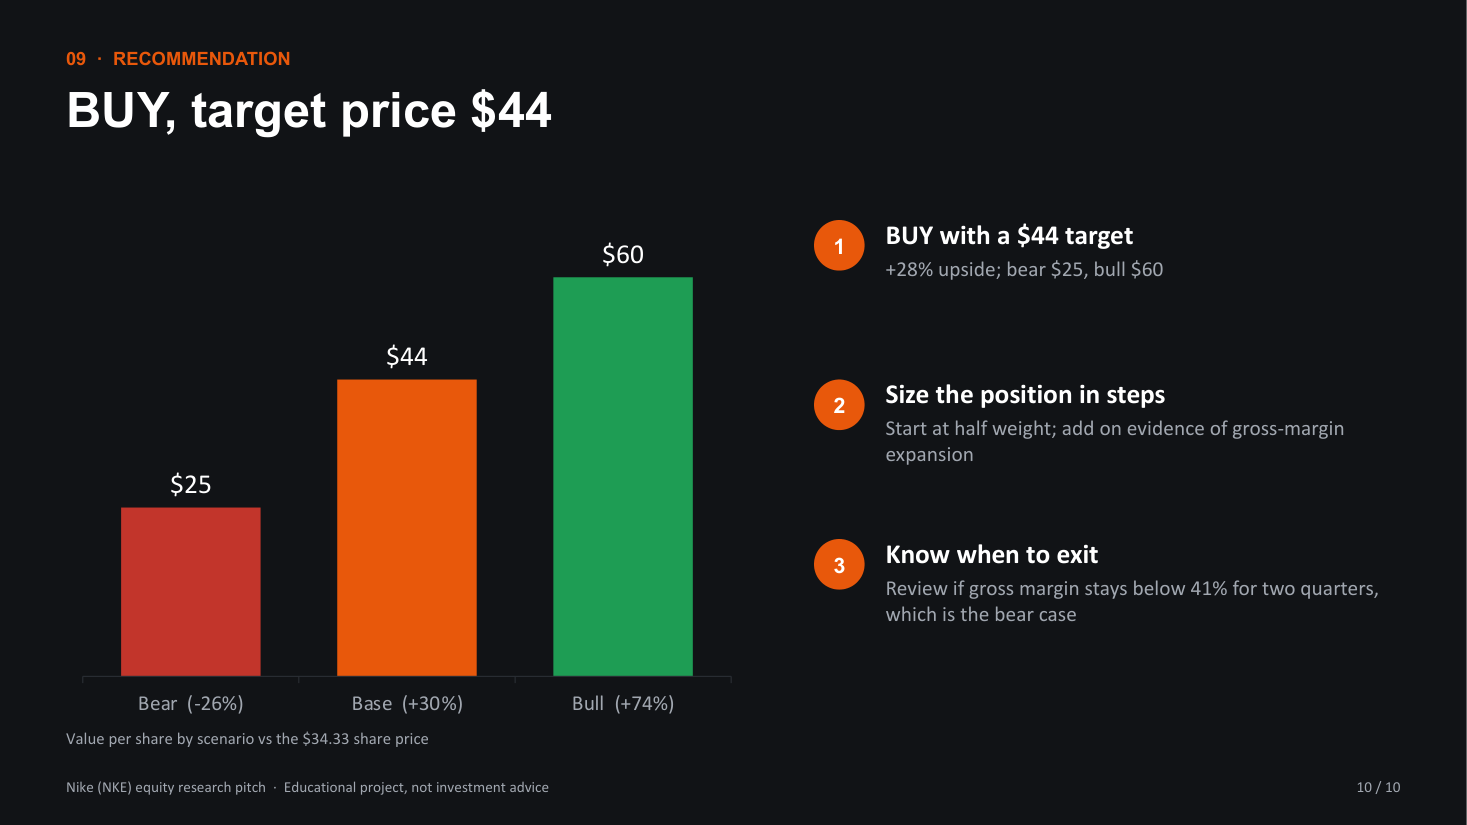 09 · RECOMMENDATION
BUY, target price $44
$25
$44
$60
Bear (-26%)
Base (+30%)
Bull (+74%)
Value per share by scenario vs the $34.33 share price
1
BUY with a $44 target
+28% upside; bear $25, bull $60
2
Size the position in steps
Start at half weight; add on evidence of gross-margin
expansion
3
Know when to exit
Review if gross margin stays below 41% for two quarters,
which is the bear case
Nike (NKE) equity research pitch · Educational project, not investment advice
10 / 10